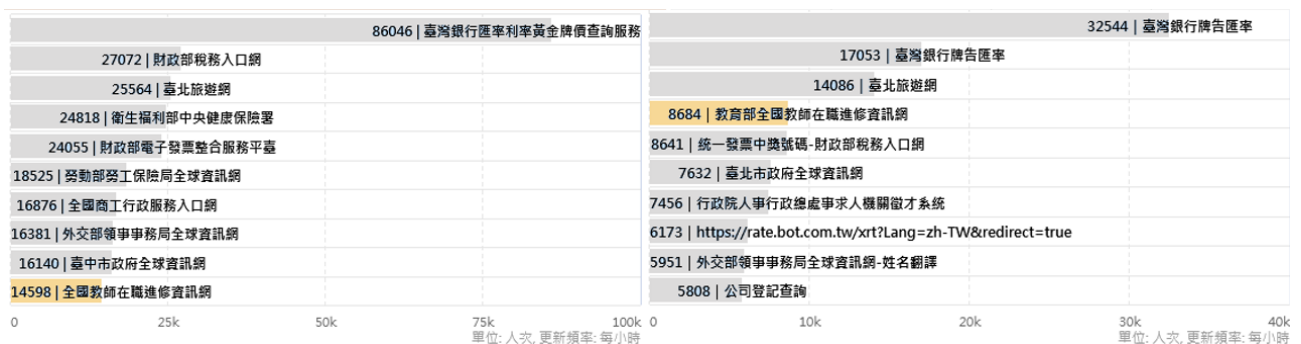 86046 | 臺灣銀行匯率利率黃金牌價查詢服務
27072 | 財政部稅務入口網
25564 | 臺北旅遊網
24818 | 衛生福利部中央健康保險署
24055 | 財政部電子發票整合服務平臺
18525 | 勞動部勞工保險局全球資訊網
16876 | 全國商工行政服務入口網
16381 | 外交部領事事務局全球資訊網
16140 | 臺中市政府全球資訊網
14598 | 全國教師在職進修資訊網
0 25k 50k 75k 100k
單位: 人次, 更新頻率: 每小時
32544 | 臺灣銀行牌告匯率
17053 | 臺灣銀行牌告匯率
14086 | 臺北旅遊網
8684 | 教育部全國教師在職進修資訊網
8641 | 統一發票中獎號碼-財政部稅務入口網
7632 | 臺北市政府全球資訊網
7456 | 行政院人事行政總處事求人機關徵才系統
6173 | https://rate.bot.com.tw/xrt?Lang=zh-TW&redirect=true
5951 | 外交部領事事務局全球資訊網-姓名翻譯
5808 | 公司登記查詢
0 10k 20k 30k 40k
單位: 人次, 更新頻率: 每小時